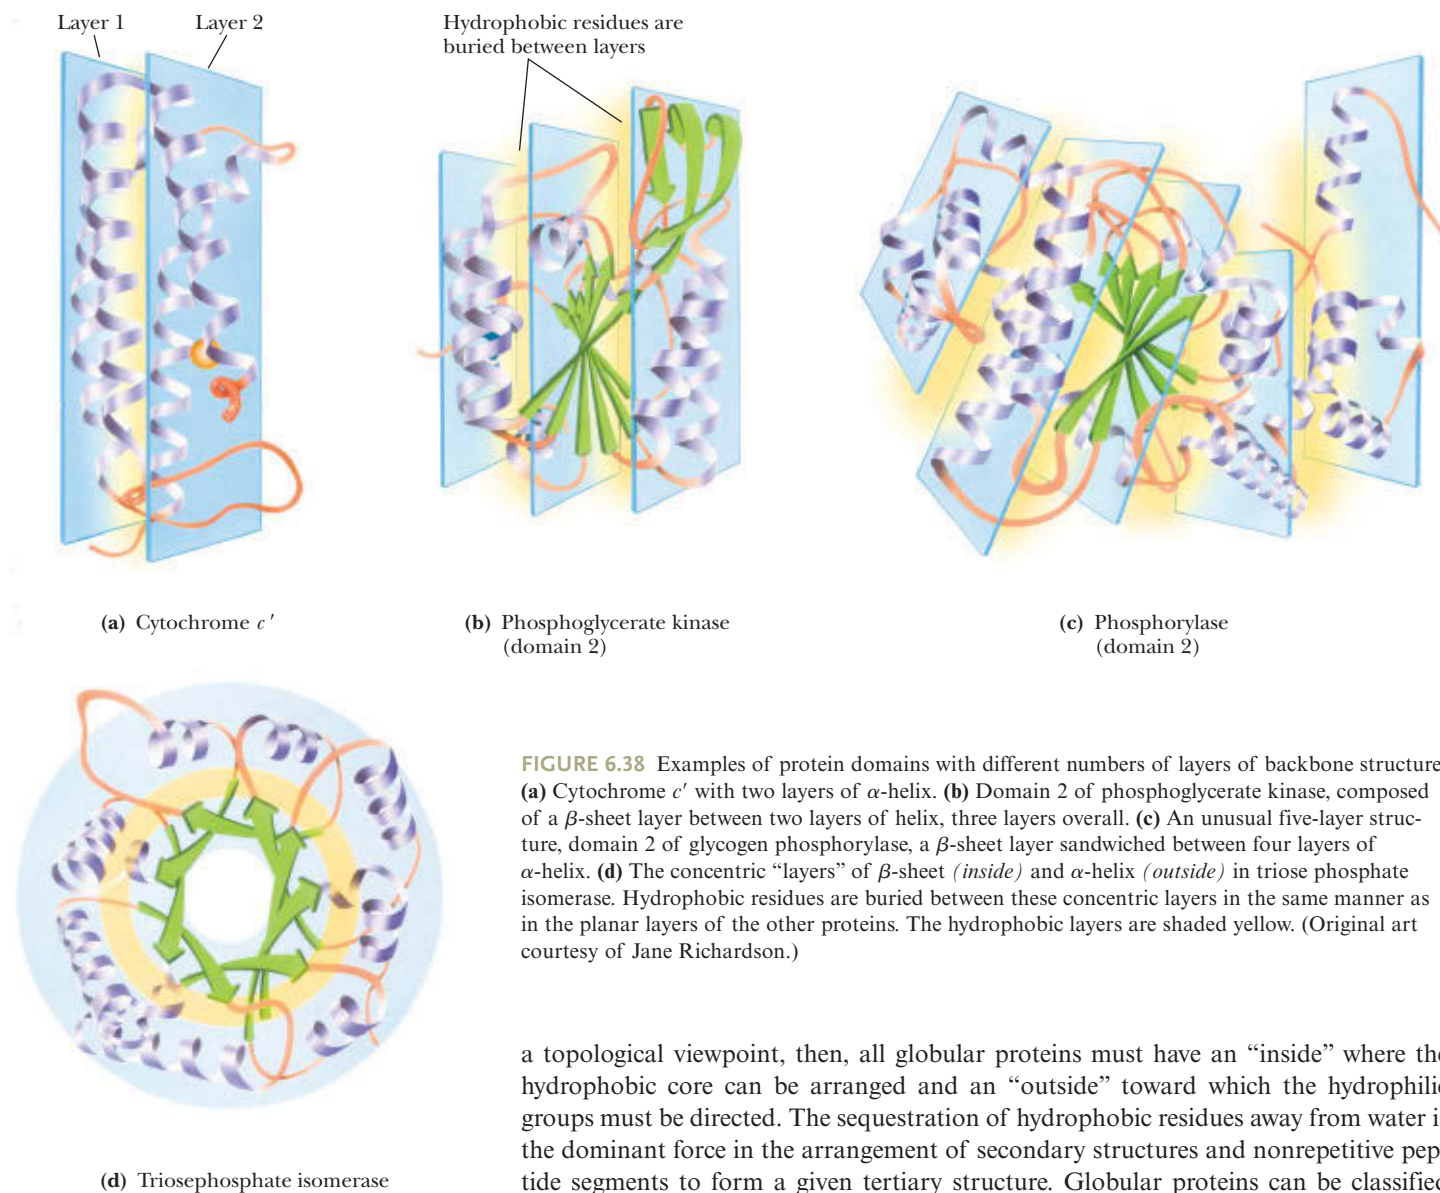 Layer 1
Layer 2
Hydrophobic residues are
buried between layers
(a) Cytochrome c′
(b) Phosphoglycerate kinase
(domain 2)
(c) Phosphorylase
(domain 2)
FIGURE 6.38 Examples of protein domains with different numbers of layers of backbone structure
(a) Cytochrome c′ with two layers of α-helix. (b) Domain 2 of phosphoglycerate kinase, composed
of a β-sheet layer between two layers of helix, three layers overall. (c) An unusual five-layer struc-
ture, domain 2 of glycogen phosphorylase, a β-sheet layer sandwiched between four layers of
α-helix. (d) The concentric “layers” of β-sheet (inside) and α-helix (outside) in triose phosphate
isomerase. Hydrophobic residues are buried between these concentric layers in the same manner as
in the planar layers of the other proteins. The hydrophobic layers are shaded yellow. (Original art
courtesy of Jane Richardson.)
(d) Triosephosphate isomerase
a topological viewpoint, then, all globular proteins must have an “inside” where the
hydrophobic core can be arranged and an “outside” toward which the hydrophilic
groups must be directed. The sequestration of hydrophobic residues away from water i
the dominant force in the arrangement of secondary structures and nonrepetitive pep
tide segments to form a given tertiary structure. Globular proteins can be classified